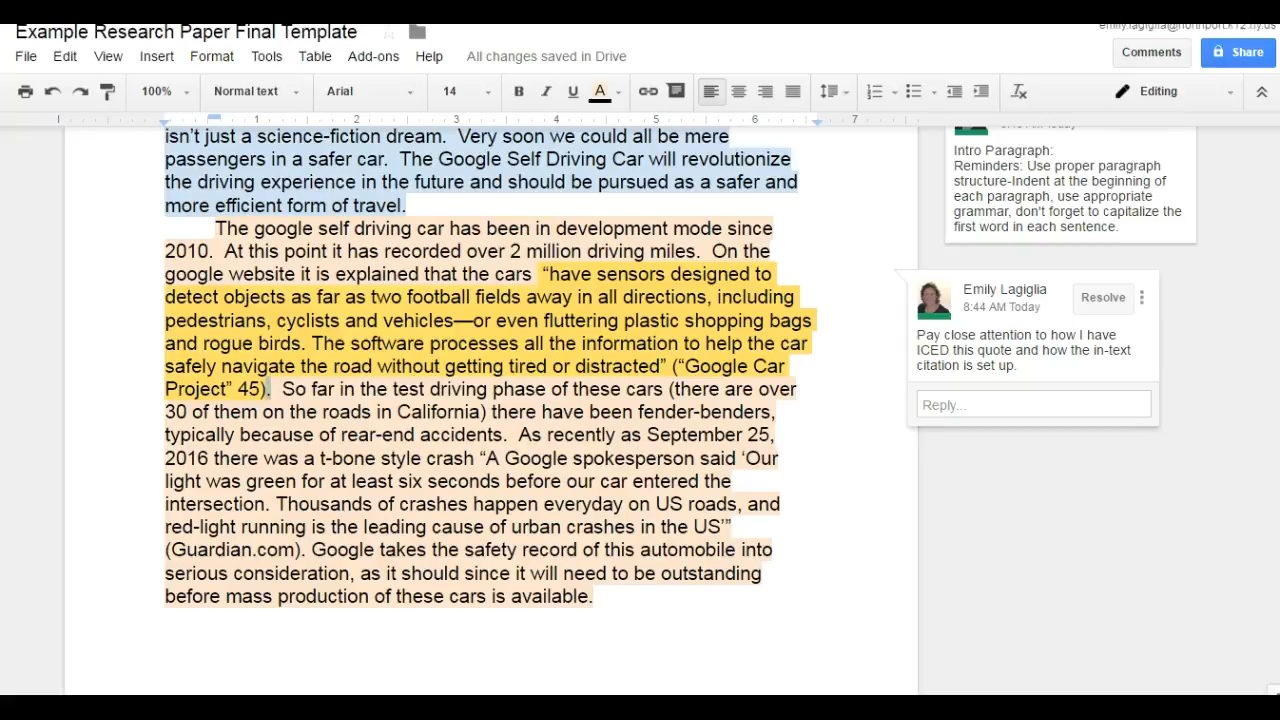 Example Research Paper Final Template
File Edit View Insert Format Tools Table Add-ons Help All changes saved in Drive
Comments
Share
100% Normal text Arial 14 B I U A Editing
1 1 2 3 4 5 6 7
isn't just a science-fiction dream.  Very soon we could all be mere
passengers in a safer car.  The Google Self Driving Car will revolutionize
the driving experience in the future and should be pursued as a safer and
more efficient form of travel.
The google self driving car has been in development mode since
2010.  At this point it has recorded over 2 million driving miles.  On the
google website it is explained that the cars “have sensors designed to
detect objects as far as two football fields away in all directions, including
pedestrians, cyclists and vehicles—or even fluttering plastic shopping bags
and rogue birds. The software processes all the information to help the car
safely navigate the road without getting tired or distracted” (“Google Car
Project” 45).  So far in the test driving phase of these cars (there are over
30 of them on the roads in California) there have been fender-benders,
typically because of rear-end accidents.  As recently as September 25,
2016 there was a t-bone style crash “A Google spokesperson said ‘Our
light was green for at least six seconds before our car entered the
intersection. Thousands of crashes happen everyday on US roads, and
red-light running is the leading cause of urban crashes in the US’”
(Guardian.com). Google takes the safety record of this automobile into
serious consideration, as it should since it will need to be outstanding
before mass production of these cars is available.
Intro Paragraph:
Reminders: Use proper paragraph
structure-Indent at the beginning of
each paragraph, use appropriate
grammar, don't forget to capitalize the
first word in each sentence.
Emily Lagiglia
8:44 AM Today
Resolve
Pay close attention to how I have
ICED this quote and how the in-text
citation is set up.
Reply...